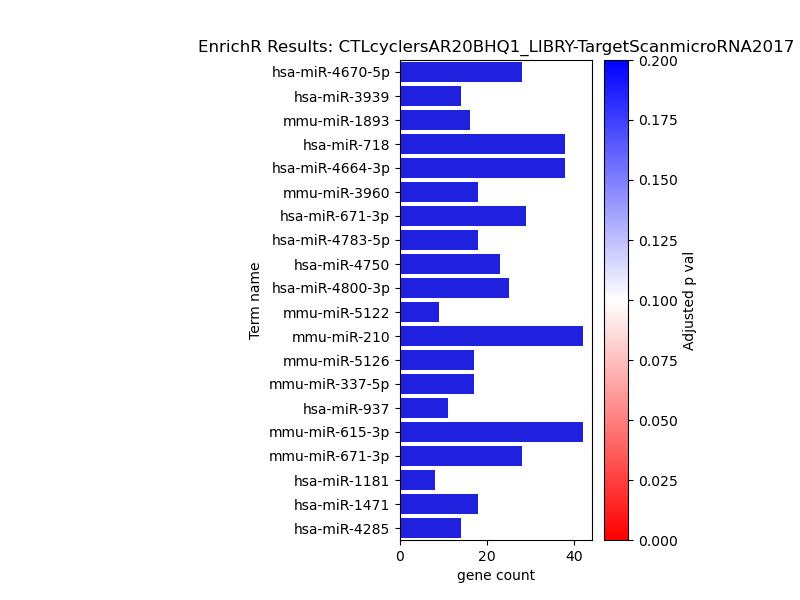 EnrichR Results: CTLcyclersAR20BHQ1_LIBRY-TargetScanmicroRNA2017
hsa-miR-4670-5p
hsa-miR-3939
mmu-miR-1893
hsa-miR-718
hsa-miR-4664-3p
mmu-miR-3960
hsa-miR-671-3p
hsa-miR-4783-5p
hsa-miR-4750
hsa-miR-4800-3p
mmu-miR-5122
mmu-miR-210
mmu-miR-5126
mmu-miR-337-5p
hsa-miR-937
mmu-miR-615-3p
mmu-miR-671-3p
hsa-miR-1181
hsa-miR-1471
hsa-miR-4285
Term name
0 20 40
gene count
0.200
0.175
0.150
0.125
0.100
0.075
0.050
0.025
0.000
Adjusted p val